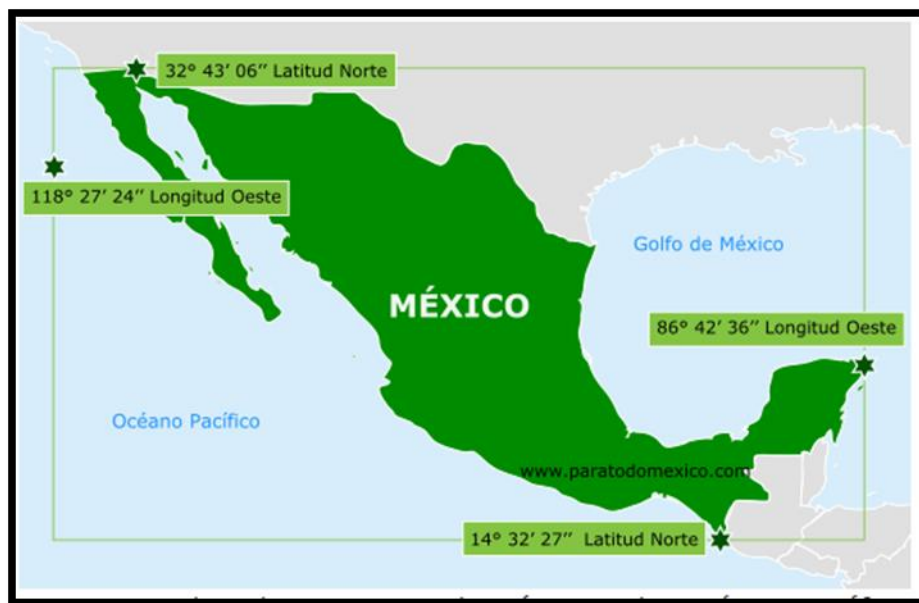 32° 43’ 06’’ Latitud Norte
118° 27’ 24’’ Longitud Oeste
Golfo de México
MÉXICO
86° 42’ 36’’ Longitud Oeste
Océano Pacífico
www.paratodomexico.com
14° 32’ 27’’ Latitud Norte